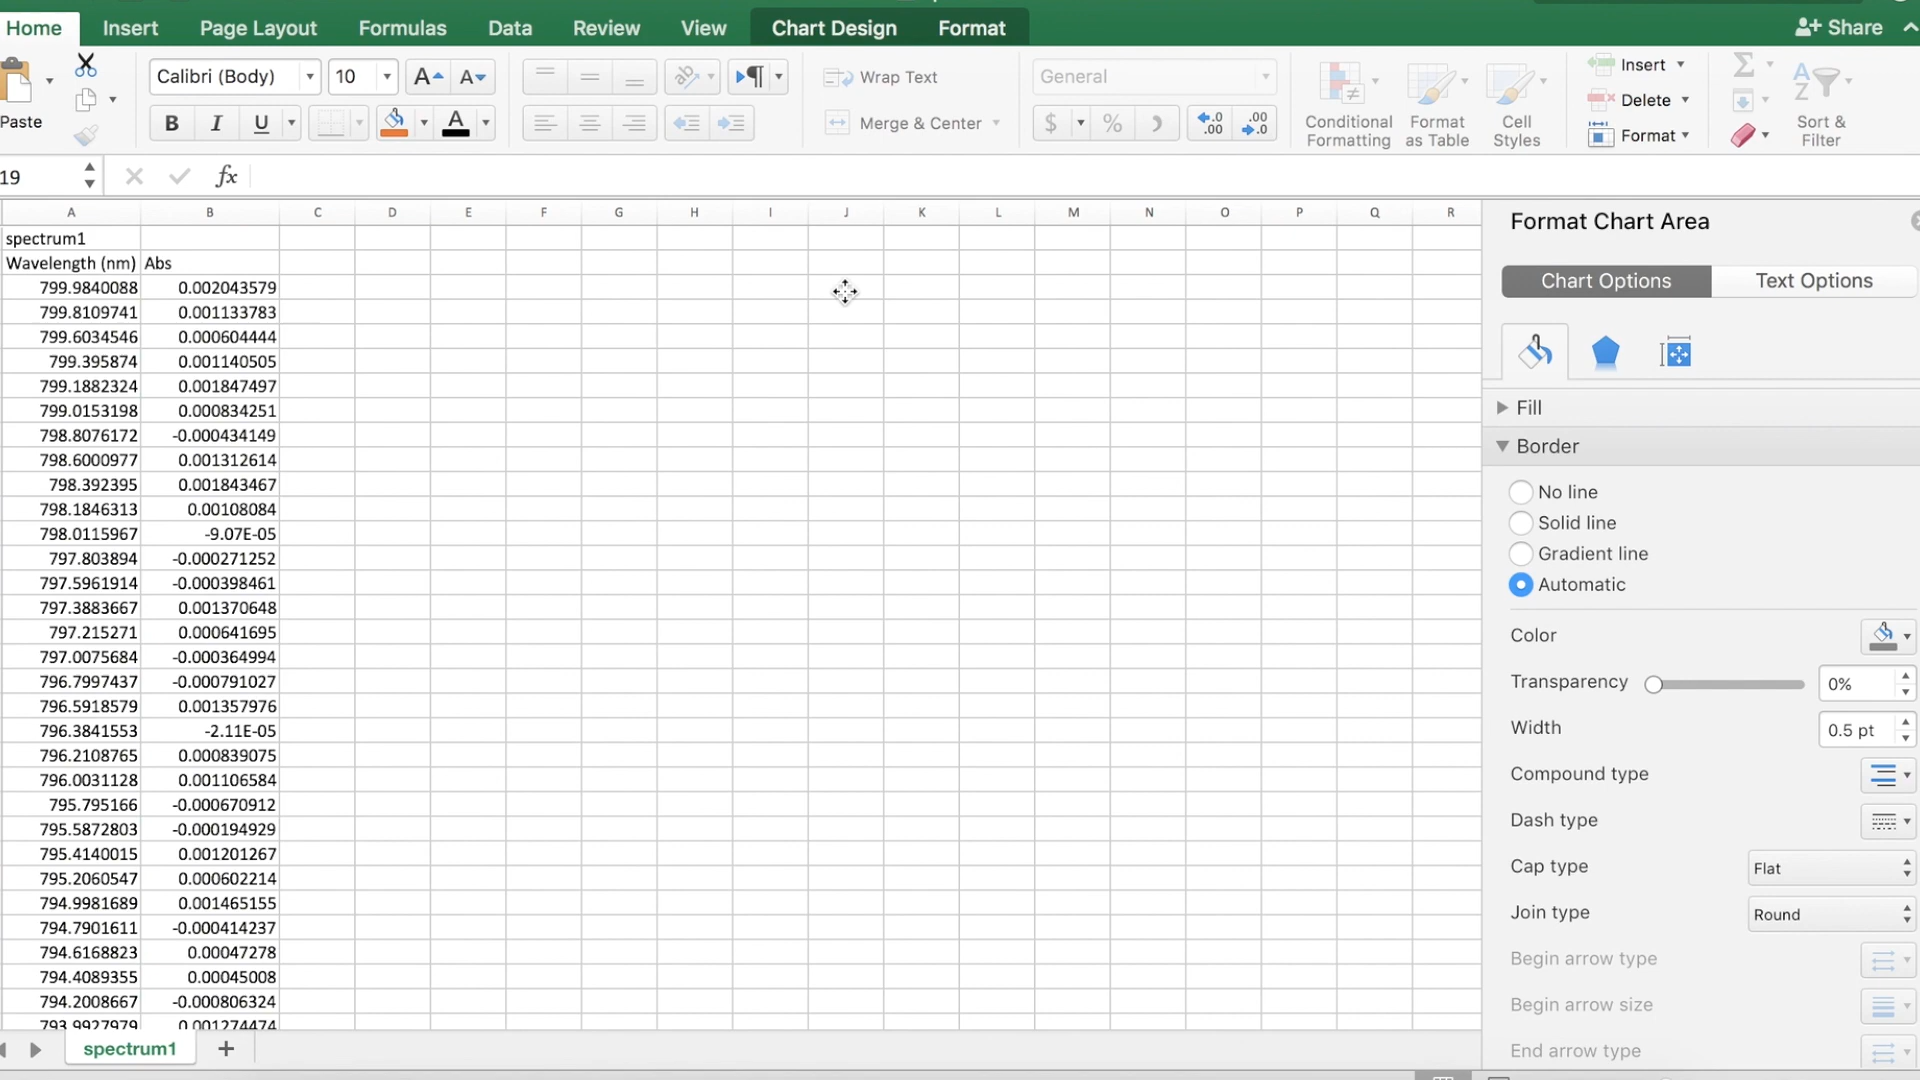 Home Insert Page Layout Formulas Data Review View Chart Design Format Share
Calibri (Body) 10 A A Wrap Text General Insert
Paste B I U A Merge & Center $ % Conditional Formatting Format as Table Cell Styles Delete Format Sort & Filter
19 fx
A B C D E F G H I J K L M N O P Q R
spectrum1
Wavelength (nm) Abs
799.9840088 0.002043579
799.8109741 0.001133783
799.6034546 0.000604444
799.395874 0.001140505
799.1882324 0.001847497
799.0153198 0.000834251
798.8076172 -0.000434149
798.6000977 0.001312614
798.392395 0.001843467
798.1846313 0.00108084
798.0115967 -9.07E-05
797.803894 -0.000271252
797.5961914 -0.000398461
797.3883667 0.001370648
797.215271 0.000641695
797.0075684 -0.000364994
796.7997437 -0.000791027
796.5918579 0.001357976
796.3841553 -2.11E-05
796.2108765 0.000839075
796.0031128 0.001106584
795.795166 -0.000670912
795.5872803 -0.000194929
795.4140015 0.001201267
795.2060547 0.000602214
794.9981689 0.001465155
794.7901611 -0.000414237
794.6168823 0.00047278
794.4089355 0.00045008
794.2008667 -0.000806324
793.9927979 0.001274474
spectrum1 +
Format Chart Area
Chart Options Text Options
Fill
Border
No line
Solid line
Gradient line
Automatic
Color
Transparency 0%
Width 0.5 pt
Compound type
Dash type
Cap type Flat
Join type Round
Begin arrow type
Begin arrow size
End arrow type